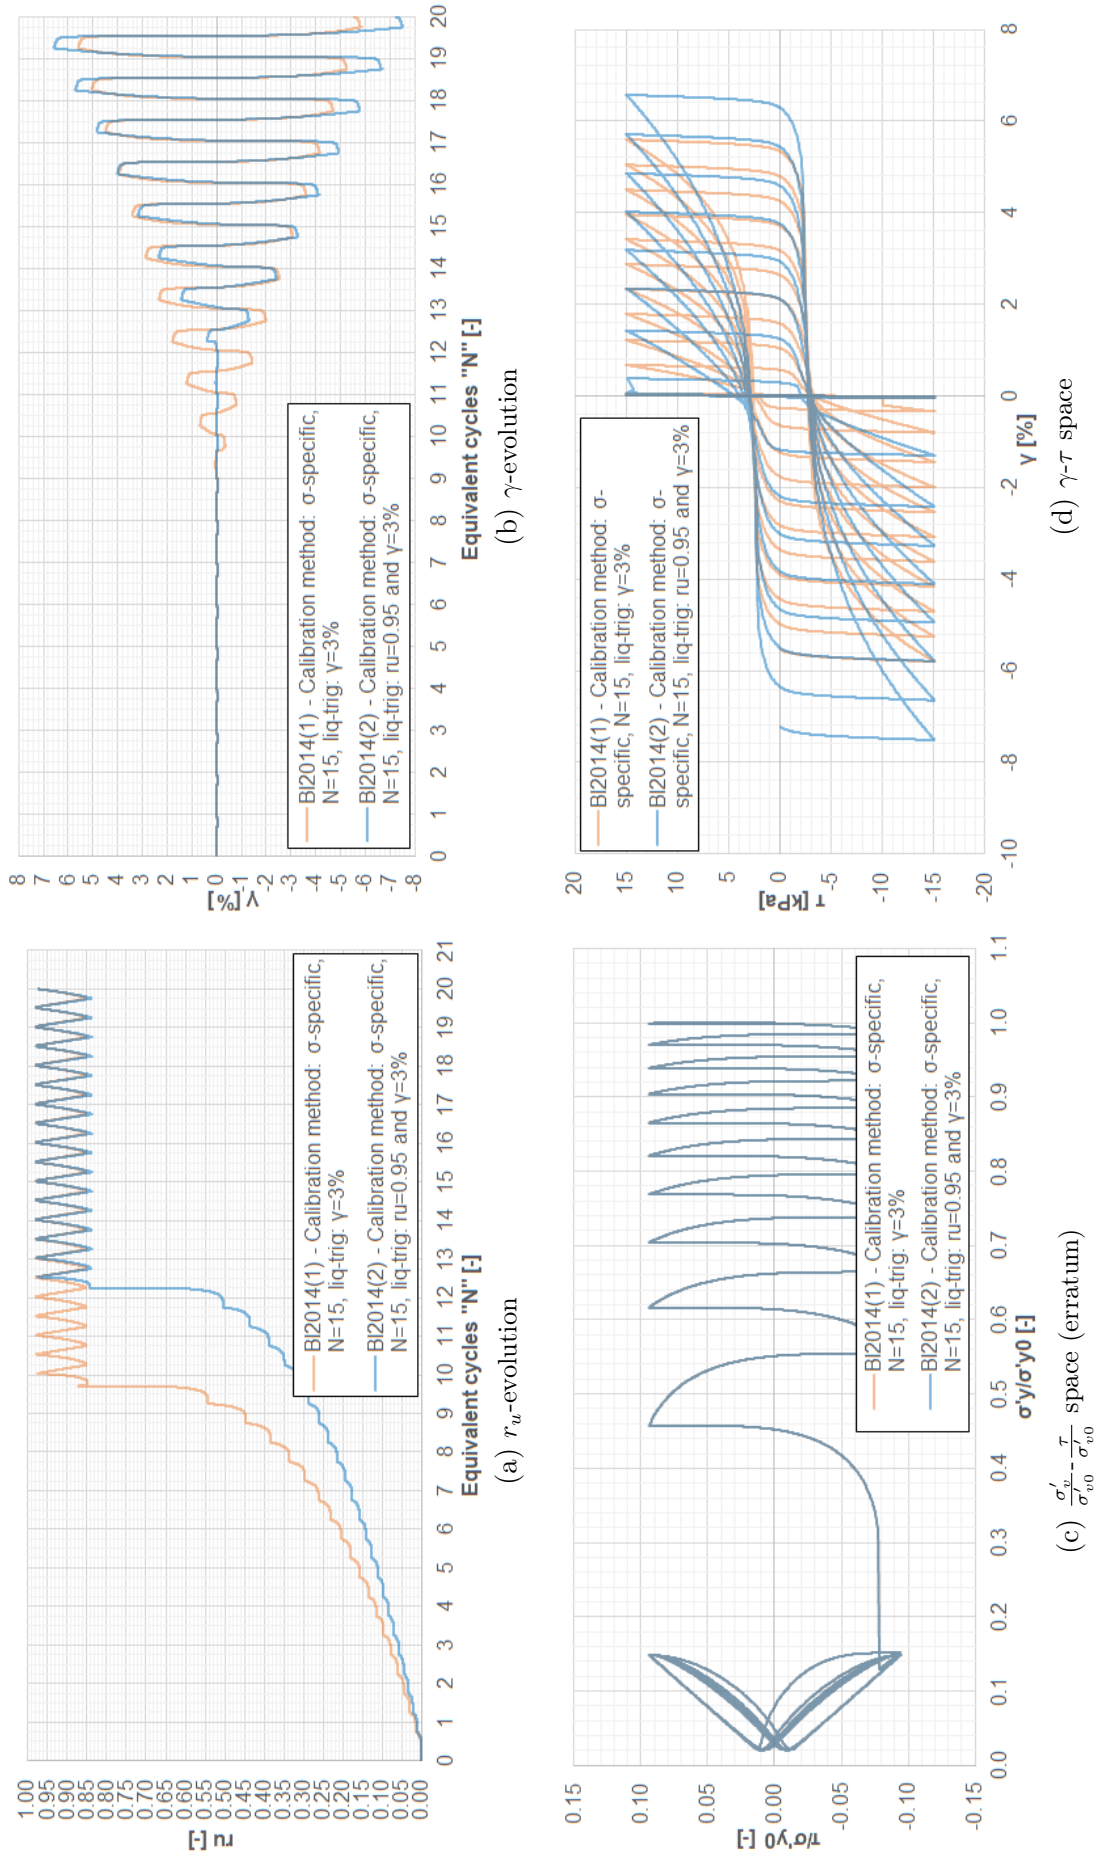 1.00
0.95
0.90
0.85
0.80
0.75
0.70
0.65
0.60
0.55
0.50
0.45
0.40
0.35
0.30
0.25
0.20
0.15
0.10
0.05
0.00
ru [-]
0 1 2 3 4 5 6 7 8 9 10 11 12 13 14 15 16 17 18 19 20 21
Equivalent cycles "N" [-]
BI2014(1) - Calibration method: σ-specific,
N=15, liq-trig: γ=3%
BI2014(2) - Calibration method: σ-specific,
N=15, liq-trig: ru=0.95 and γ=3%
(a) r_u-evolution
8
7
6
5
4
3
2
1
0
-1
-2
-3
-4
-5
-6
-7
-8
γ [%]
0 1 2 3 4 5 6 7 8 9 10 11 12 13 14 15 16 17 18 19 20
Equivalent cycles "N" [-]
BI2014(1) - Calibration method: σ-specific,
N=15, liq-trig: γ=3%
BI2014(2) - Calibration method: σ-specific,
N=15, liq-trig: ru=0.95 and γ=3%
(b) γ-evolution
0.15
0.10
0.05
0.00
-0.05
-0.10
-0.15
τ/σ'y0 [-]
0.0 0.1 0.2 0.3 0.4 0.5 0.6 0.7 0.8 0.9 1.0 1.1
σ'y/σ'y0 [-]
BI2014(1) - Calibration method: σ-specific,
N=15, liq-trig: γ=3%
BI2014(2) - Calibration method: σ-specific,
N=15, liq-trig: ru=0.95 and γ=3%
(c) σ'_v/σ'_{v0} - τ/σ'_{v0} space (erratum)
20
15
10
5
0
-5
-10
-15
-20
τ [kPa]
-10 -8 -6 -4 -2 0 2 4 6 8
γ [%]
BI2014(1) - Calibration method: σ-
specific, N=15, liq-trig: γ=3%
BI2014(2) - Calibration method: σ-
specific, N=15, liq-trig: ru=0.95 and γ=3%
(d) γ-τ space